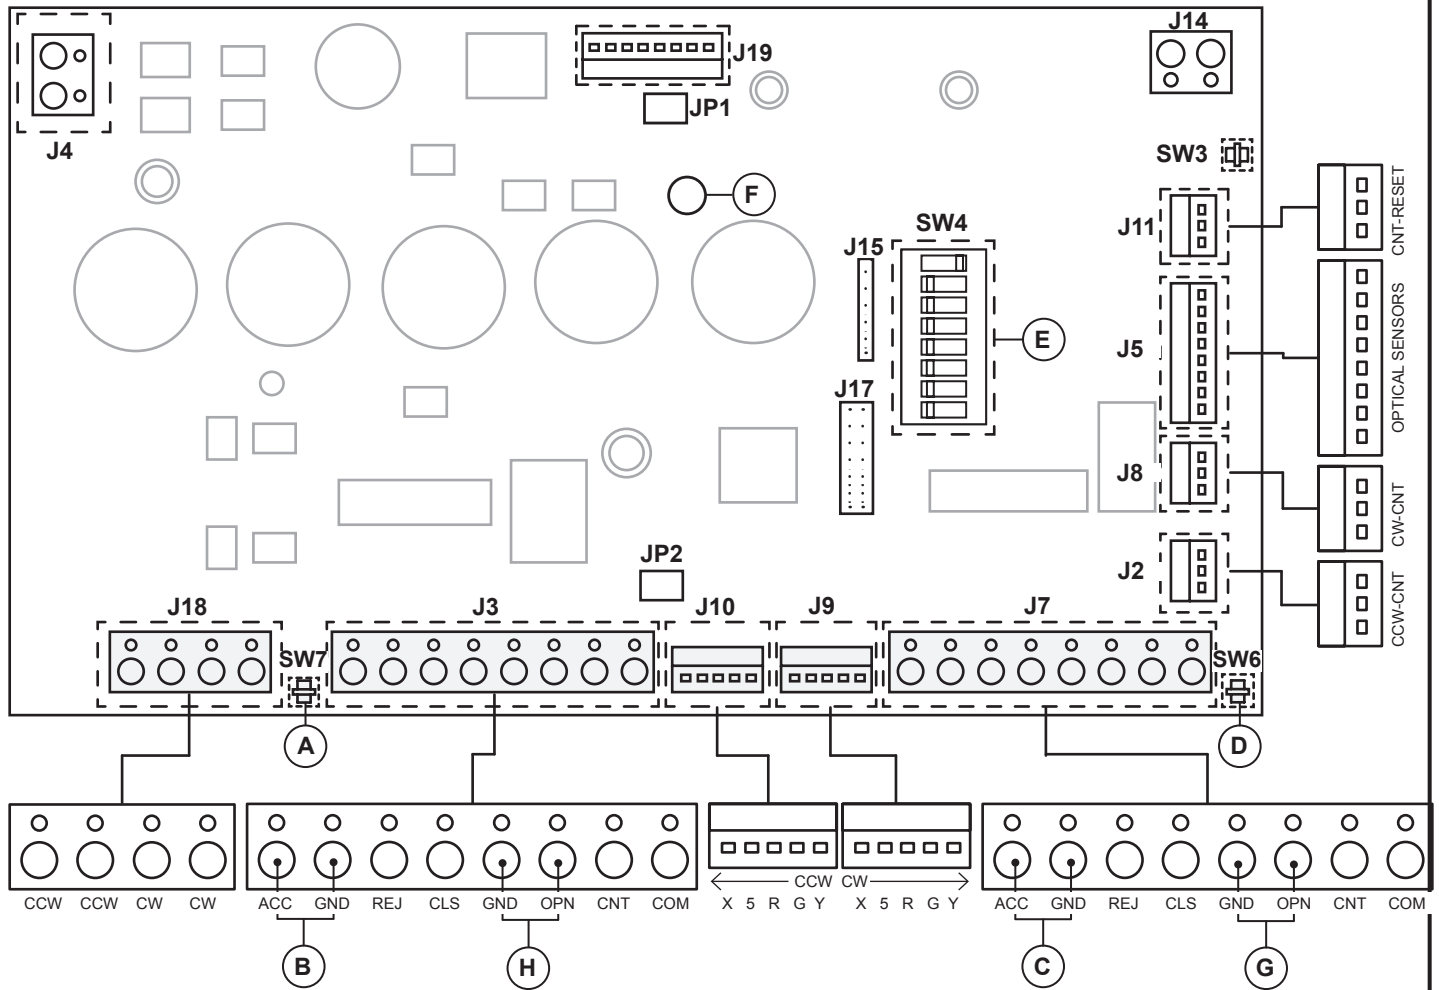 J14
J19
JP1
J4
SW3
CNT-RESET
F
J11
SW4
J15
OPTICAL SENSORS
E
J5
J17
J8
CW-CNT
JP2
J2
CCW-CNT
J18
J3
J10
J9
J7
SW7
SW6
A
D
CCW CCW CW CW
ACC GND REJ CLS GND OPN CNT COM
CCW CW
X 5 R G Y X 5 R G Y
ACC GND REJ CLS GND OPN CNT COM
B
H
C
G